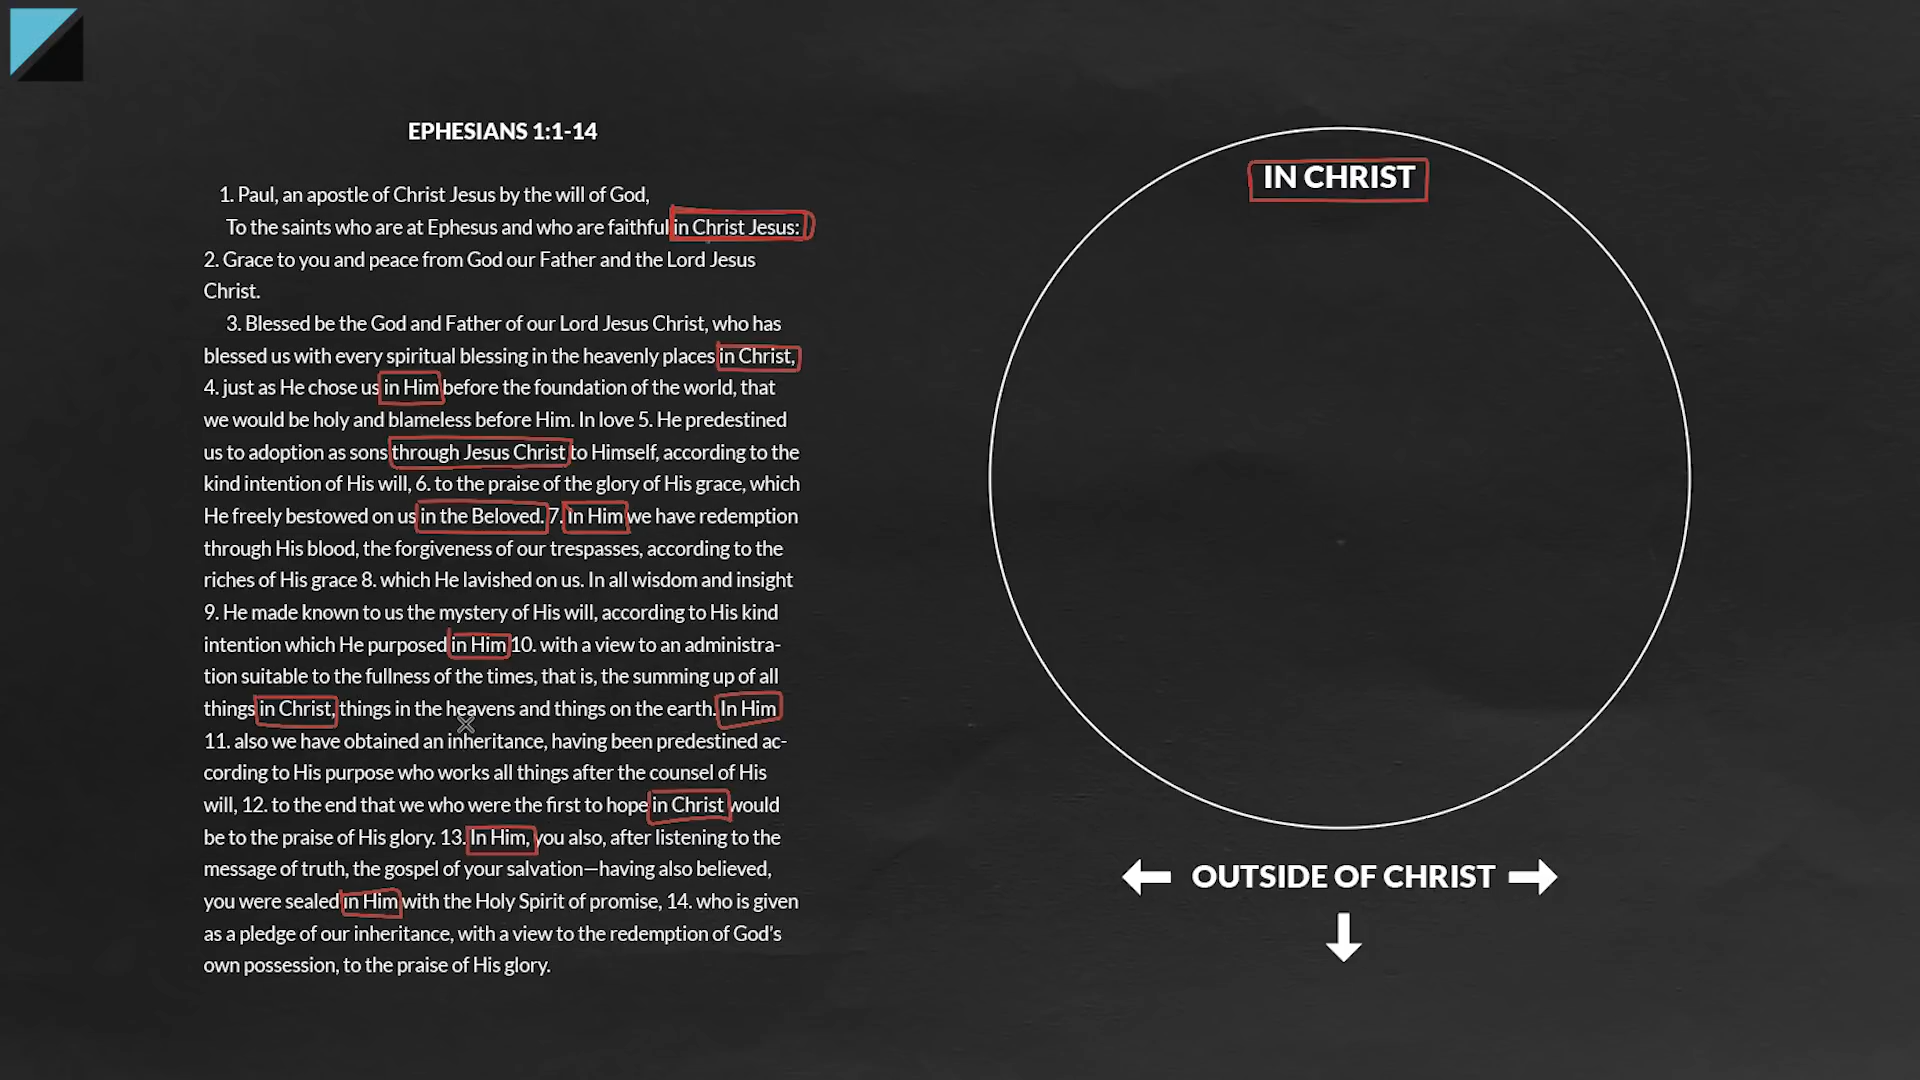 EPHESIANS 1:1-14
1. Paul, an apostle of Christ Jesus by the will of God,
To the saints who are at Ephesus and who are faithful in Christ Jesus:
2. Grace to you and peace from God our Father and the Lord Jesus
Christ.
3. Blessed be the God and Father of our Lord Jesus Christ, who has
blessed us with every spiritual blessing in the heavenly places in Christ,
4. just as He chose us in Him before the foundation of the world, that
we would be holy and blameless before Him. In love 5. He predestined
us to adoption as sons through Jesus Christ to Himself, according to the
kind intention of His will, 6. to the praise of the glory of His grace, which
He freely bestowed on us in the Beloved. 7. In Him we have redemption
through His blood, the forgiveness of our trespasses, according to the
riches of His grace 8. which He lavished on us. In all wisdom and insight
9. He made known to us the mystery of His will, according to His kind
intention which He purposed in Him 10. with a view to an administra-
tion suitable to the fullness of the times, that is, the summing up of all
things in Christ, things in the heavens and things on the earth. In Him
11. also we have obtained an inheritance, having been predestined ac-
cording to His purpose who works all things after the counsel of His
will, 12. to the end that we who were the first to hope in Christ would
be to the praise of His glory. 13. In Him, you also, after listening to the
message of truth, the gospel of your salvation—having also believed,
you were sealed in Him with the Holy Spirit of promise, 14. who is given
as a pledge of our inheritance, with a view to the redemption of God's
own possession, to the praise of His glory.
IN CHRIST
OUTSIDE OF CHRIST